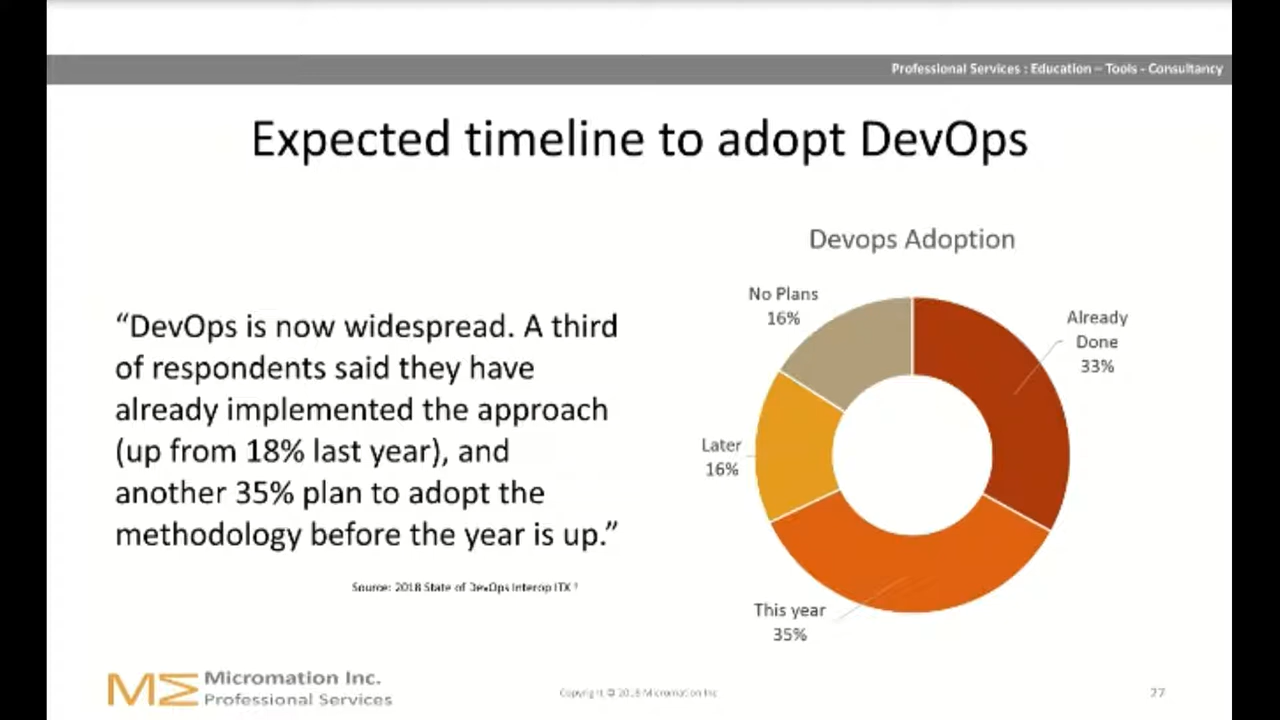 Professional Services : Education – Tools - Consultancy
Expected timeline to adopt DevOps
“DevOps is now widespread. A third
of respondents said they have
already implemented the approach
(up from 18% last year), and
another 35% plan to adopt the
methodology before the year is up.”
Source: 2018 State of DevOps Interop ITX
Devops Adoption
No Plans
16%
Already
Done
33%
Later
16%
This year
35%
Micromation Inc.
Professional Services
Copyright © 2018 Micromation Inc
27